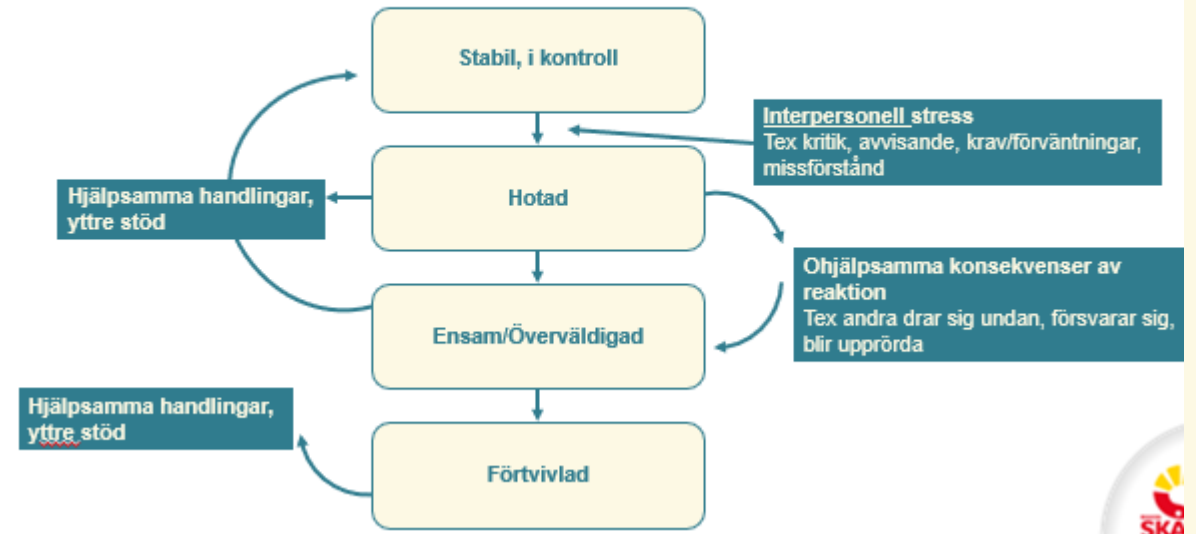 Stabil, i kontroll
Interpersonell stress
Tex kritik, avvisande, krav/förväntningar,
missförstånd
Hotad
Hjälpsamma handlingar,
yttre stöd
Ohjälpsamma konsekvenser av
reaktion
Tex andra drar sig undan, försvarar sig,
blir upprörda
Ensam/Överväldigad
Hjälpsamma handlingar,
yttre stöd
Förtvivlad